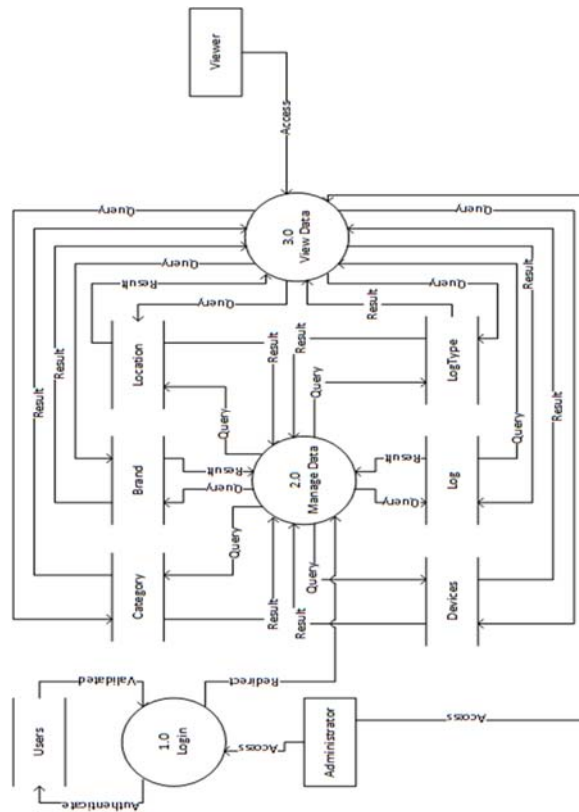 Viewer
Access
3.0
View Data
Query
Query
Query
Query
Result
Result
Result
Query
Query
Result
Result
Query
Query
Result
Location
Brand
Category
LogType
Log
Devices
Result
Result
Query
Query
Result
Query
Result
Query
2.0
Manage Data
Query
Result
Result
Query
Query
Result
Redirect
Users
Validated
Authenticate
1.0
Login
Access
Administrator
Access